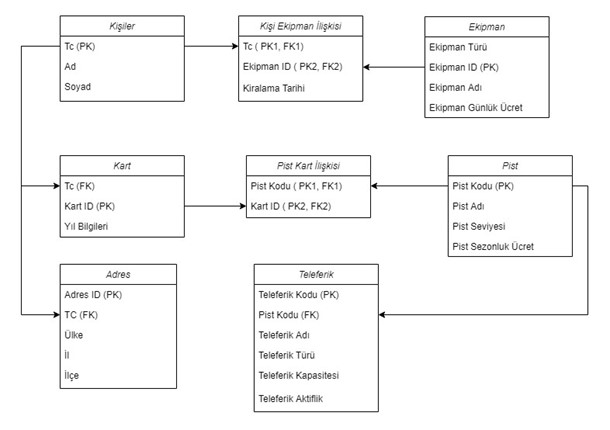 Kişiler
Tc (PK)
Ad
Soyad
Kişi Ekipman İlişkisi
Tc ( PK1, FK1)
Ekipman ID ( PK2, FK2)
Kiralama Tarihi
Ekipman
Ekipman Türü
Ekipman ID (PK)
Ekipman Adı
Ekipman Günlük Ücret
Kart
Tc (FK)
Kart ID (PK)
Yıl Bilgileri
Pist Kart İlişkisi
Pist Kodu ( PK1, FK1)
Kart ID ( PK2, FK2)
Pist
Pist Kodu (PK)
Pist Adı
Pist Seviyesi
Pist Sezonluk Ücret
Adres
Adres ID (PK)
TC (FK)
Ülke
İl
İlçe
Teleferik
Teleferik Kodu (PK)
Pist Kodu (FK)
Teleferik Adı
Teleferik Türü
Teleferik Kapasitesi
Teleferik Aktiflik